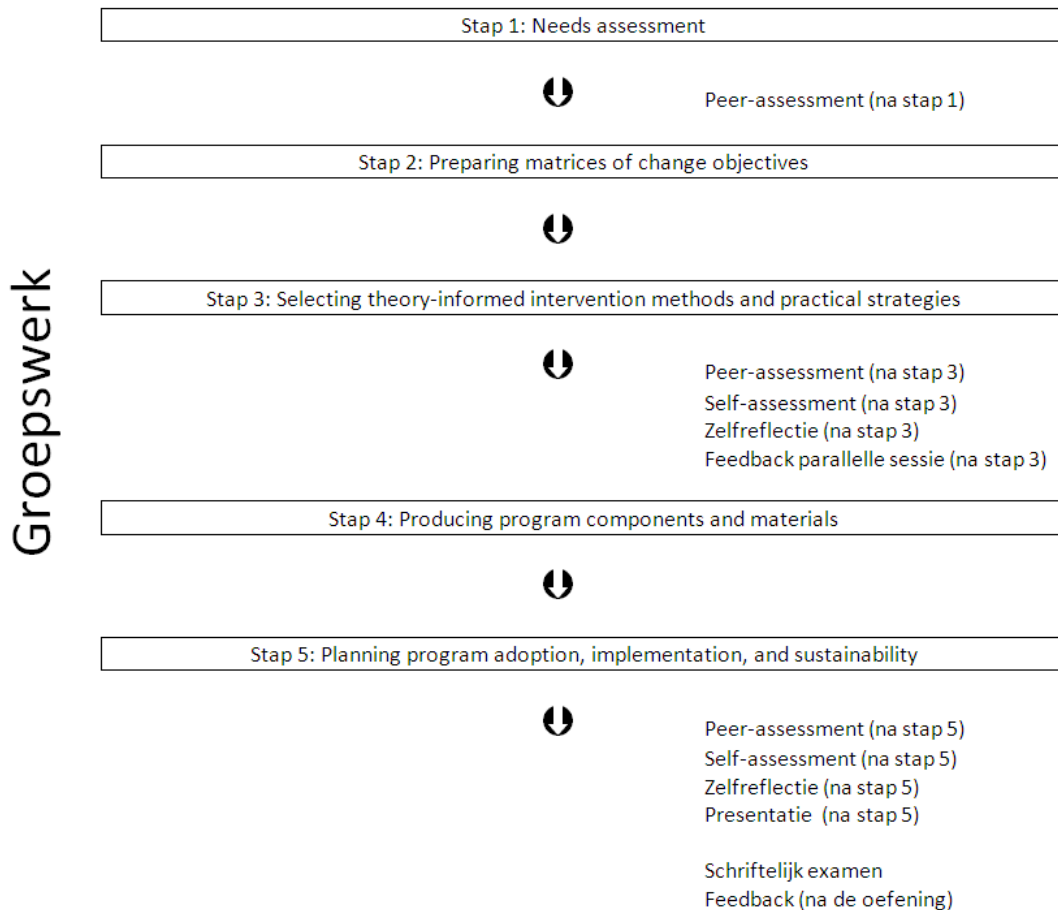 Groepswerk
Stap 1: Needs assessment
Peer-assessment (na stap 1)
Stap 2: Preparing matrices of change objectives
Stap 3: Selecting theory-informed intervention methods and practical strategies
Peer-assessment (na stap 3)
Self-assessment (na stap 3)
Zelfreflectie (na stap 3)
Feedback parallelle sessie (na stap 3)
Stap 4: Producing program components and materials
Stap 5: Planning program adoption, implementation, and sustainability
Peer-assessment (na stap 5)
Self-assessment (na stap 5)
Zelfreflectie (na stap 5)
Presentatie (na stap 5)
Schriftelijk examen
Feedback (na de oefening)